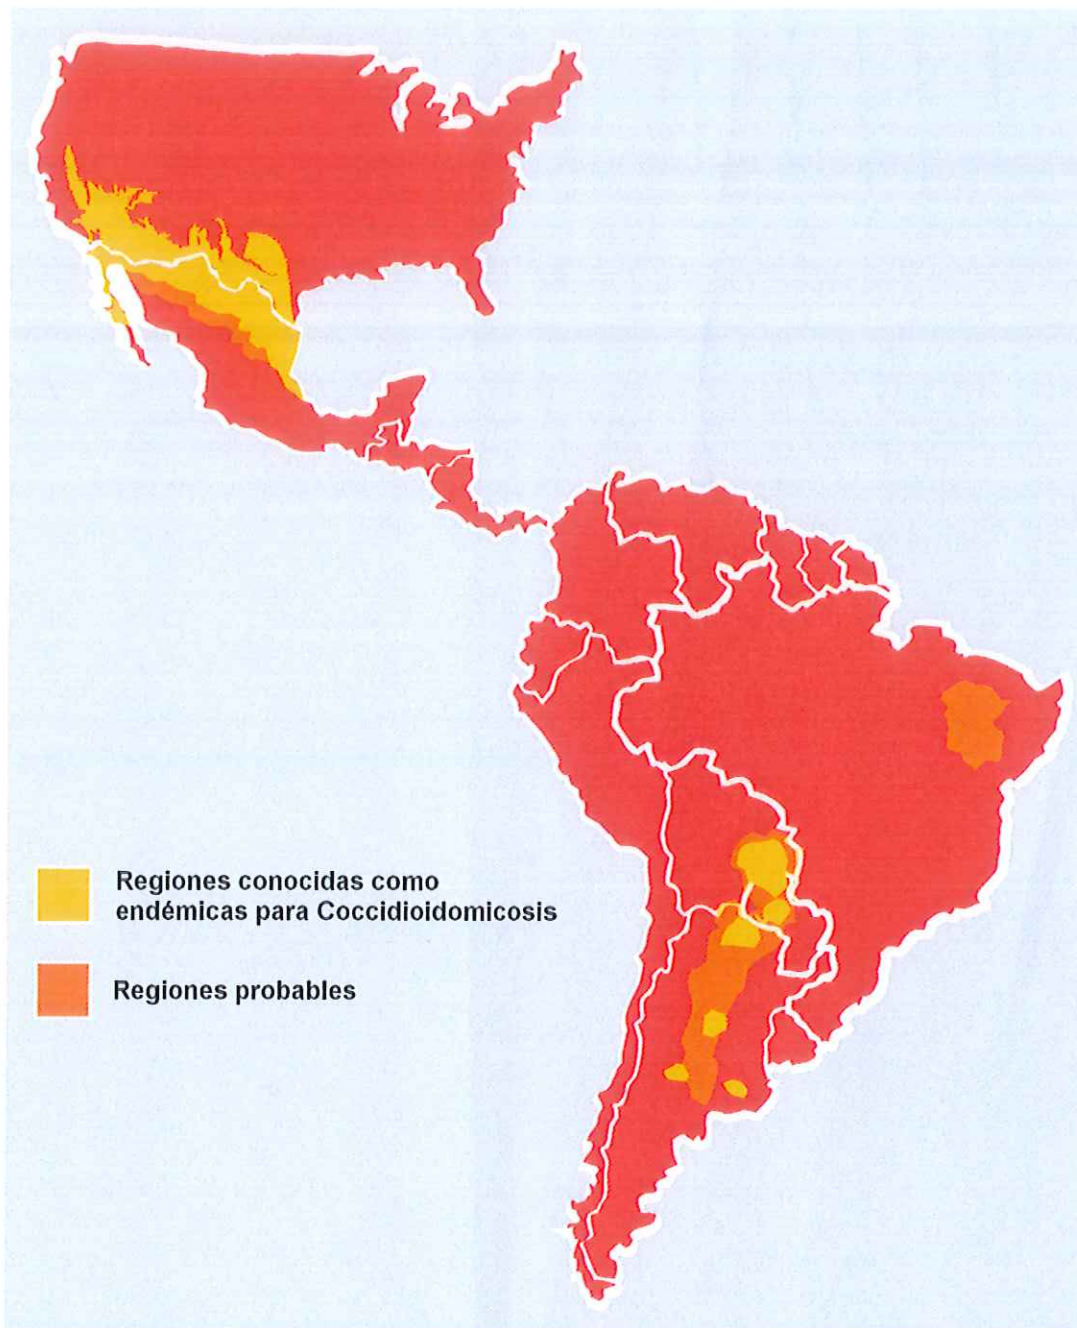 Regiones conocidas como
endémicas para Coccidioidomicosis
Regiones probables